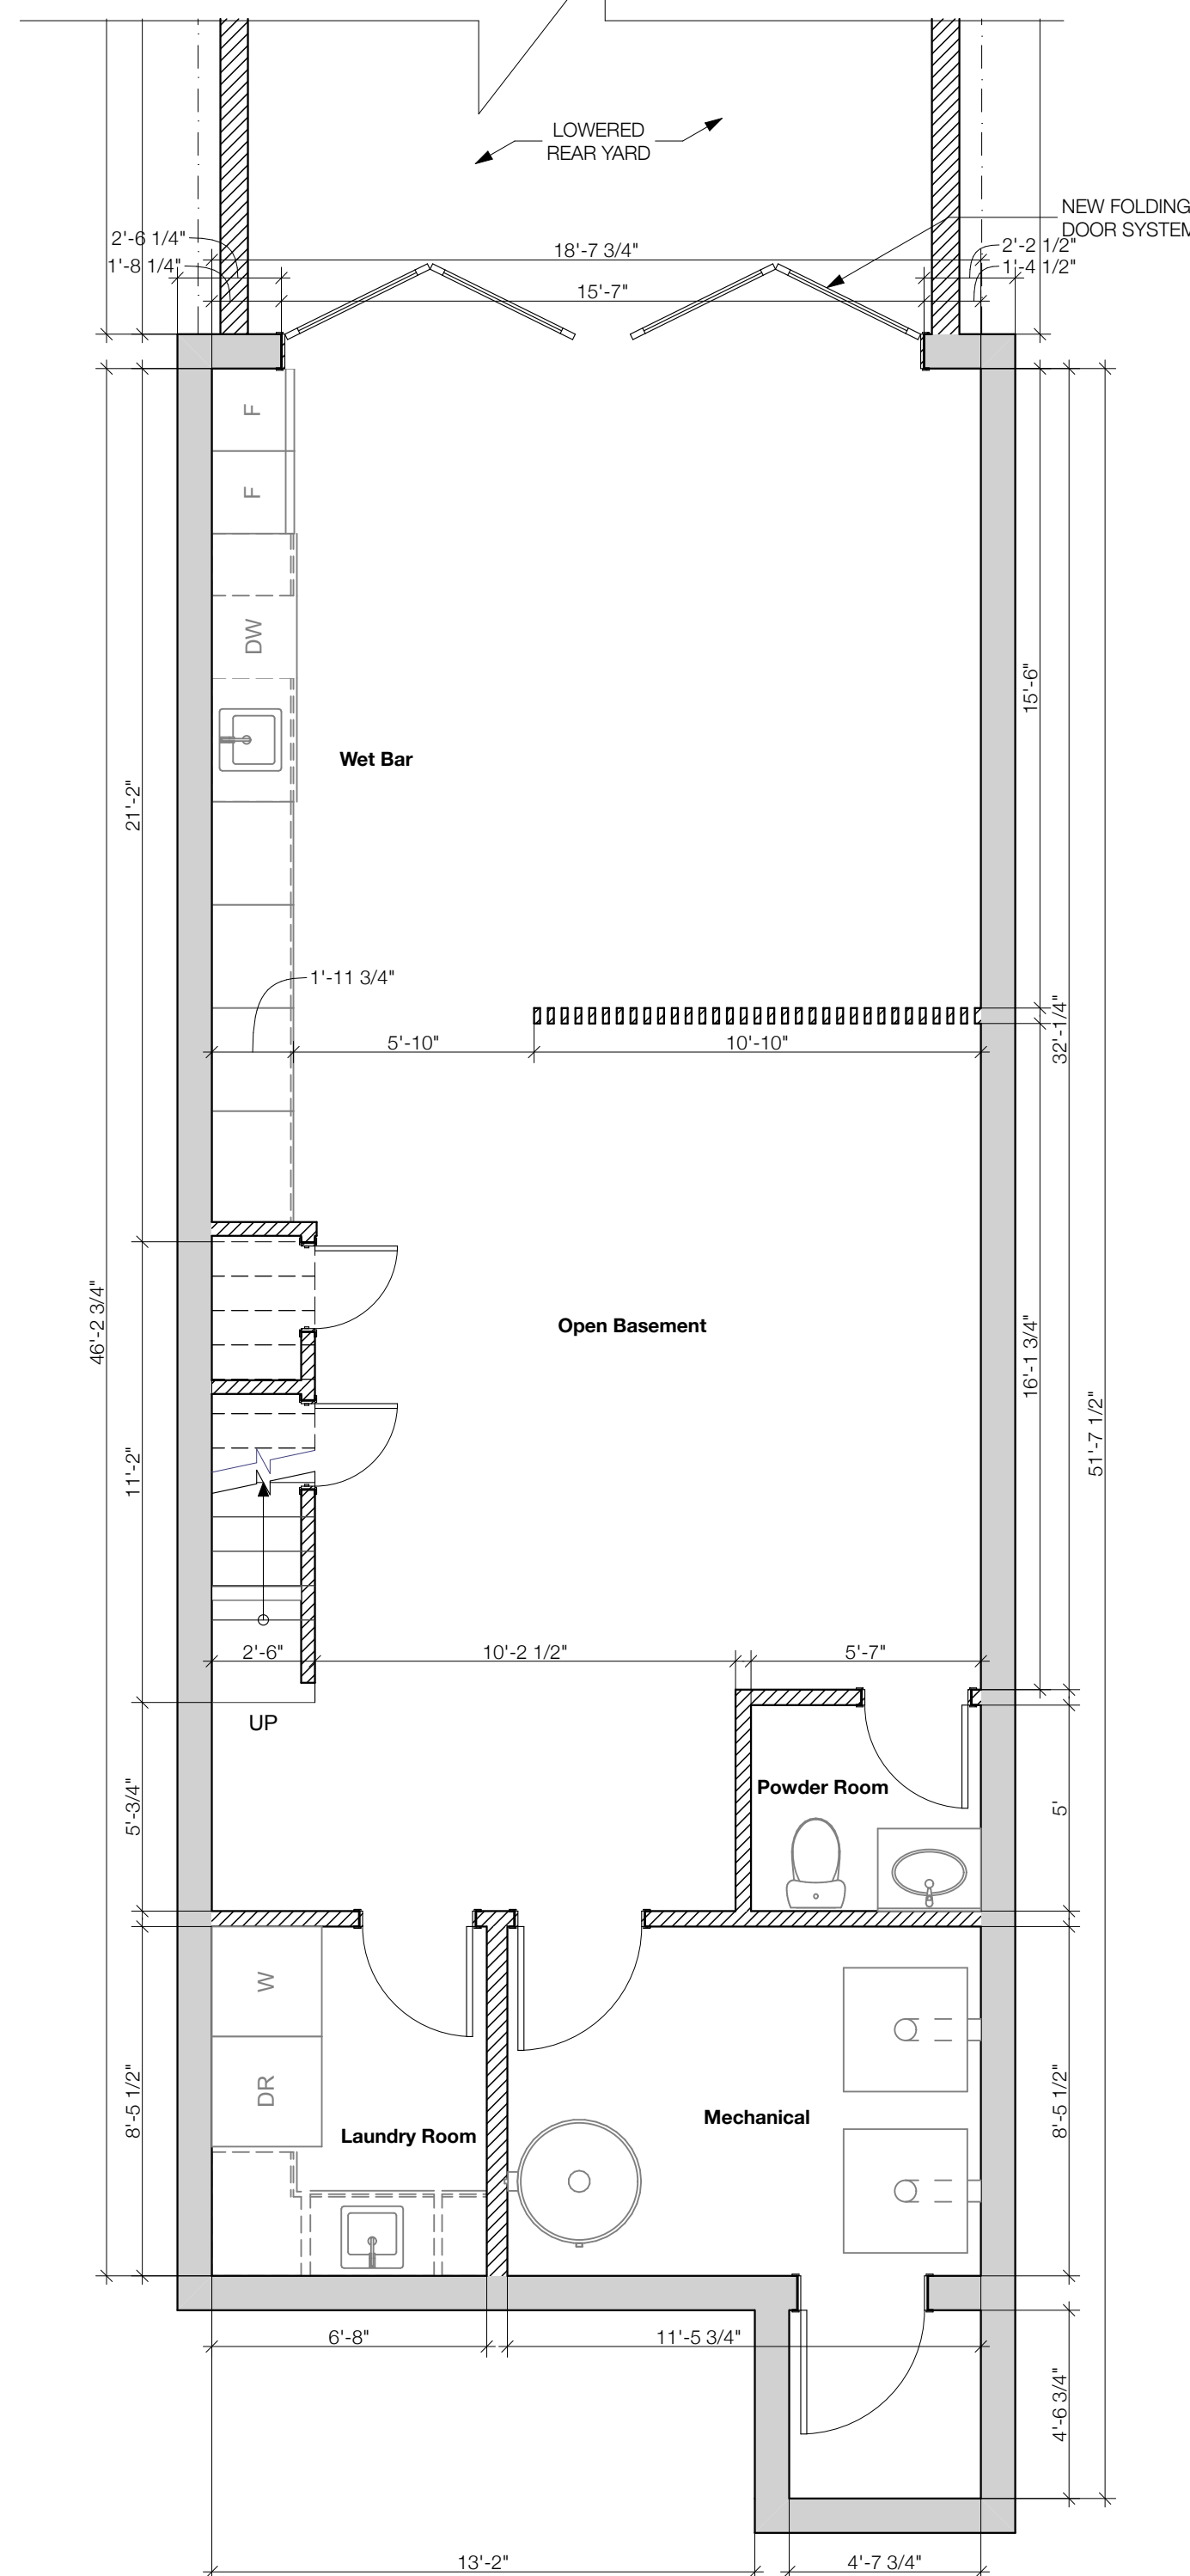 LOWERED
REAR YARD
NEW FOLDING
DOOR SYSTEM
2'-6 1/4"
18'-7 3/4"
2'-2 1/2"
1'-8 1/4"
15'-7"
1'-4 1/2"
F
F
DW
15'-6"
Wet Bar
21'-2"
1'-11 3/4"
32'-1/4"
5'-10"
10'-10"
46'-2 3/4"
Open Basement
16'-1 3/4"
51'-7 1/2"
11'-2"
2'-6"
10'-2 1/2"
5'-7"
UP
Powder Room
5'-3/4"
5'
W
DR
8'-5 1/2"
8'-5 1/2"
Mechanical
Laundry Room
6'-8"
11'-5 3/4"
4'-6 3/4"
13'-2"
4'-7 3/4"